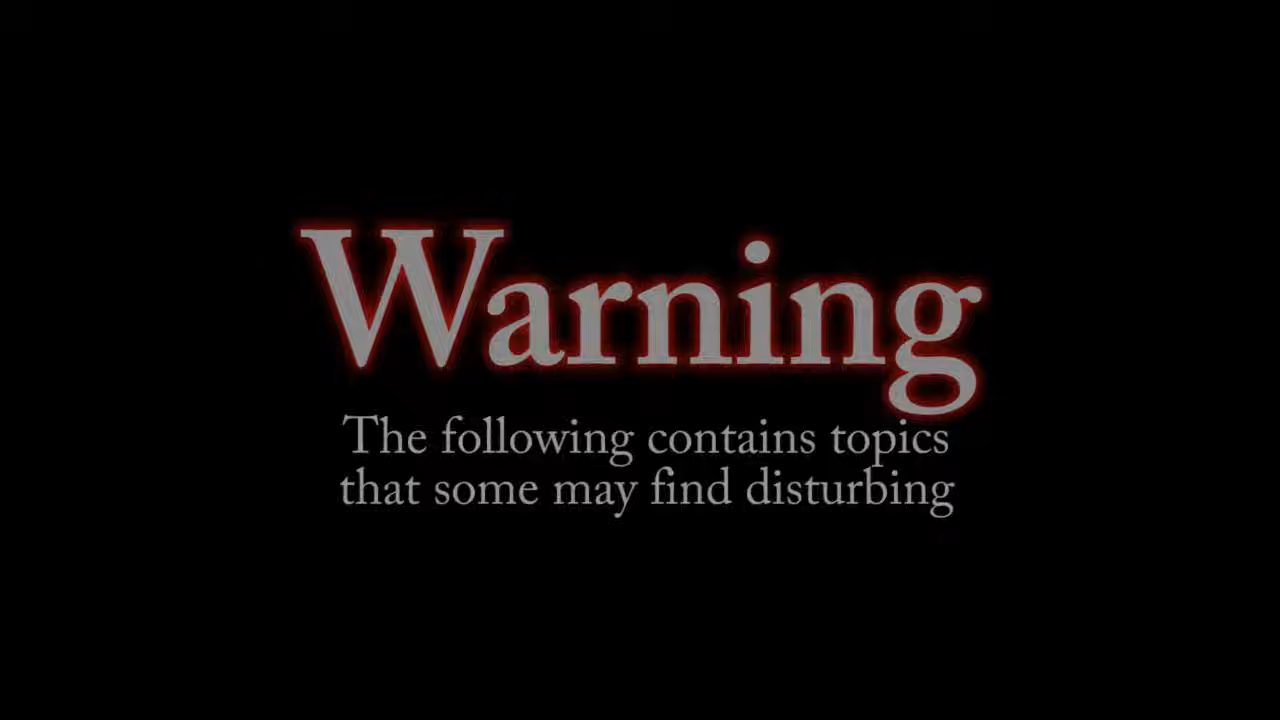 Warning
The following contains topics
that some may find disturbing